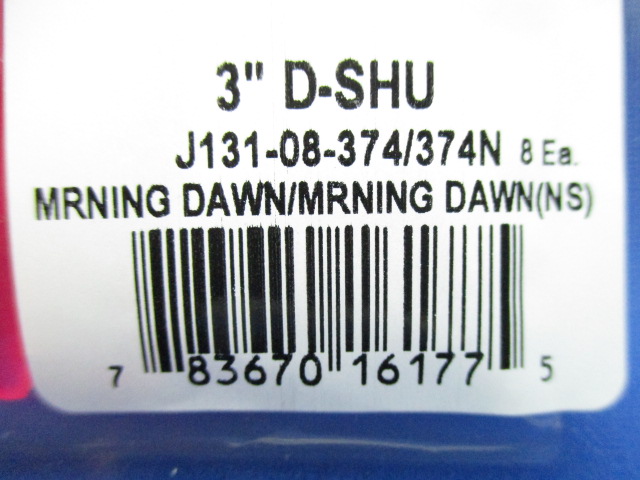 3" D-SHU
J131-08-374/374N 8 Ea.
MRNING DAWN/MRNING DAWN(NS)
7 83670 16177 5